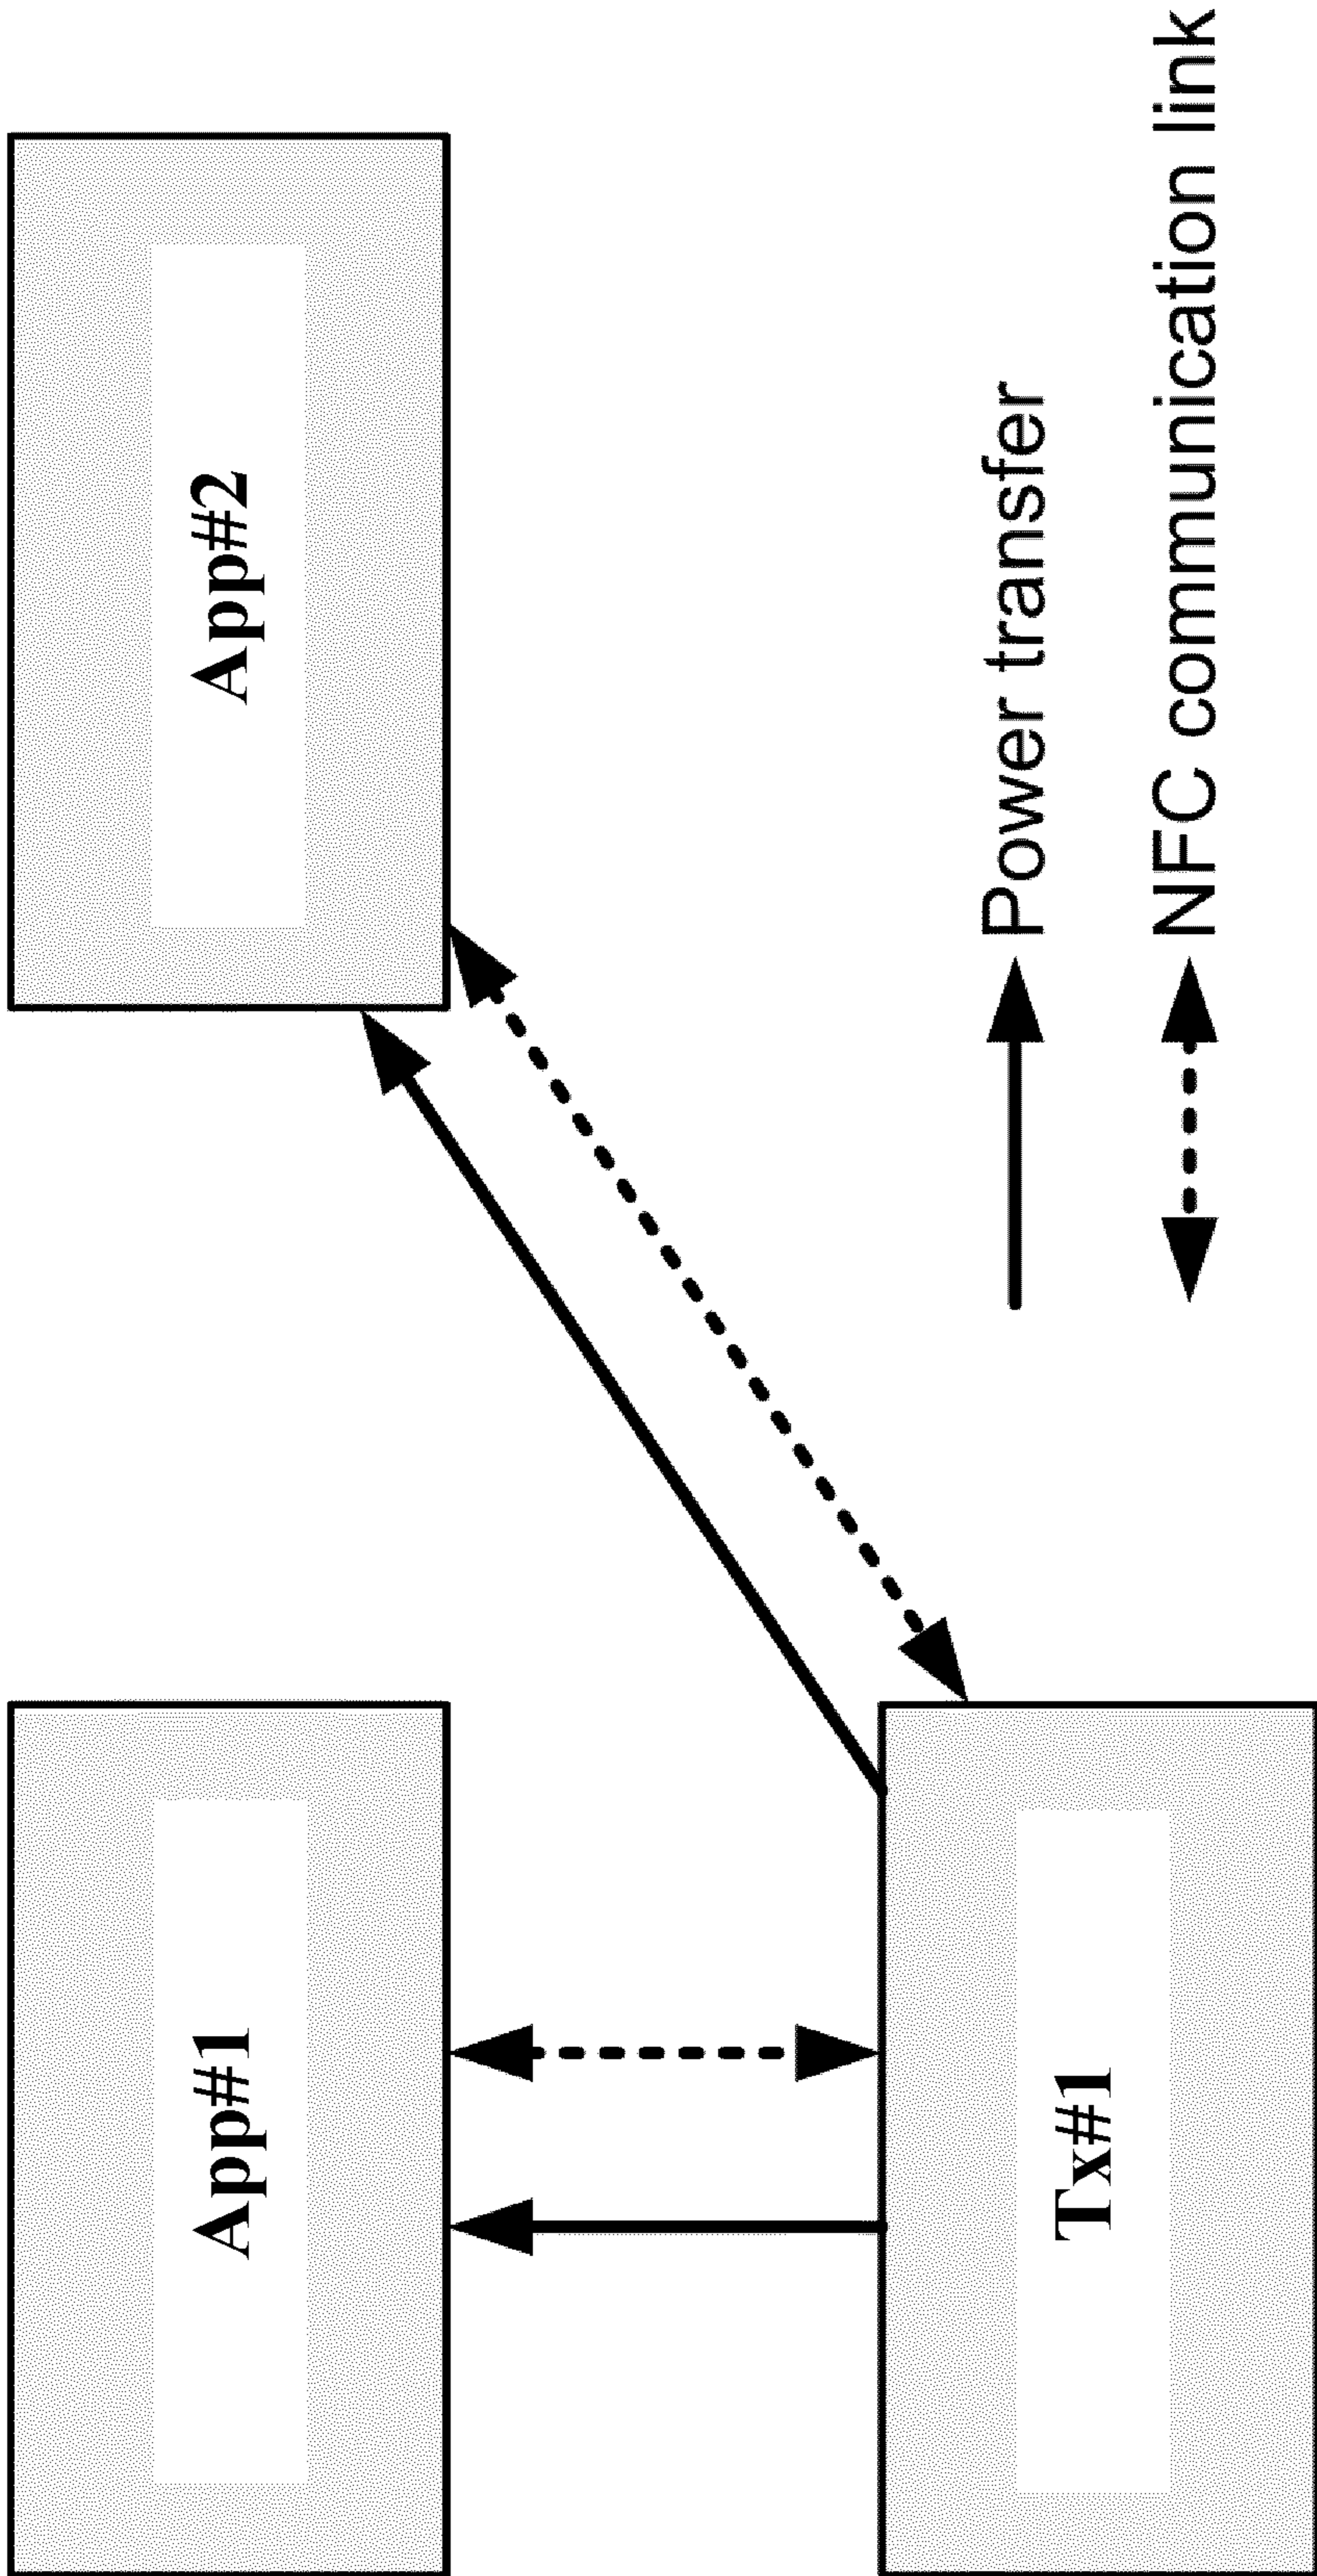 App#1
App#2
Tx#1
Power transfer
NFC communication link